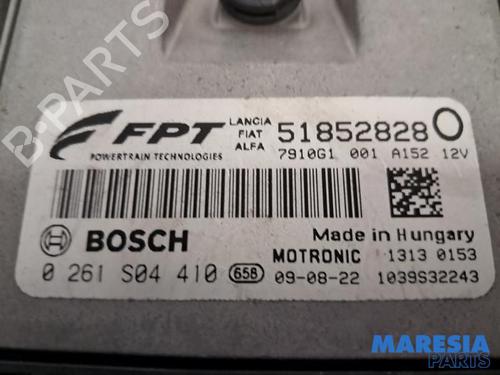 B-PARTS
FPT
POWERTRAIN TECHNOLOGIES
LANCIA
FIAT
ALFA
51852828 O
7910G1 001 A152 12V
BOSCH
Made in Hungary
MOTRONIC 1313 0153
0 261 S04 410 658 09-08-22 1039S32243
MARESIA
PARTS